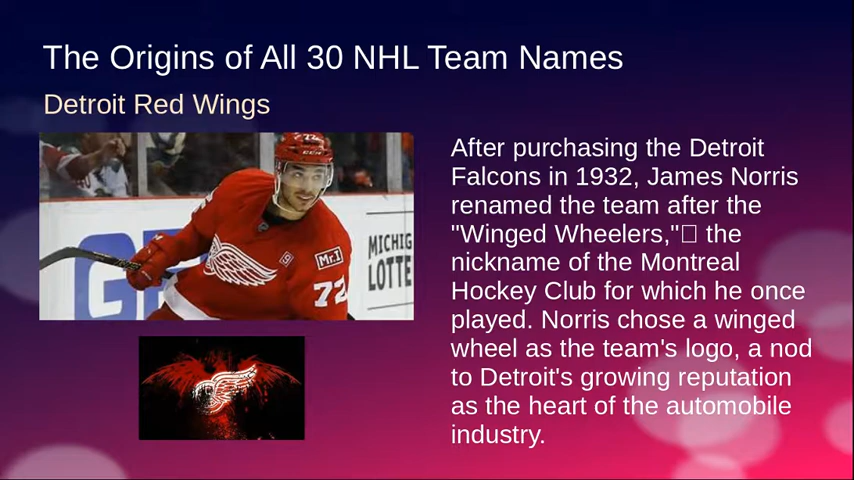 The Origins of All 30 NHL Team Names
Detroit Red Wings
After purchasing the Detroit
Falcons in 1932, James Norris
renamed the team after the
"Winged Wheelers,"□ the
nickname of the Montreal
Hockey Club for which he once
played. Norris chose a winged
wheel as the team's logo, a nod
to Detroit's growing reputation
as the heart of the automobile
industry.
72
CCM
9
Mr.I
72
MICHIG
LOTTE